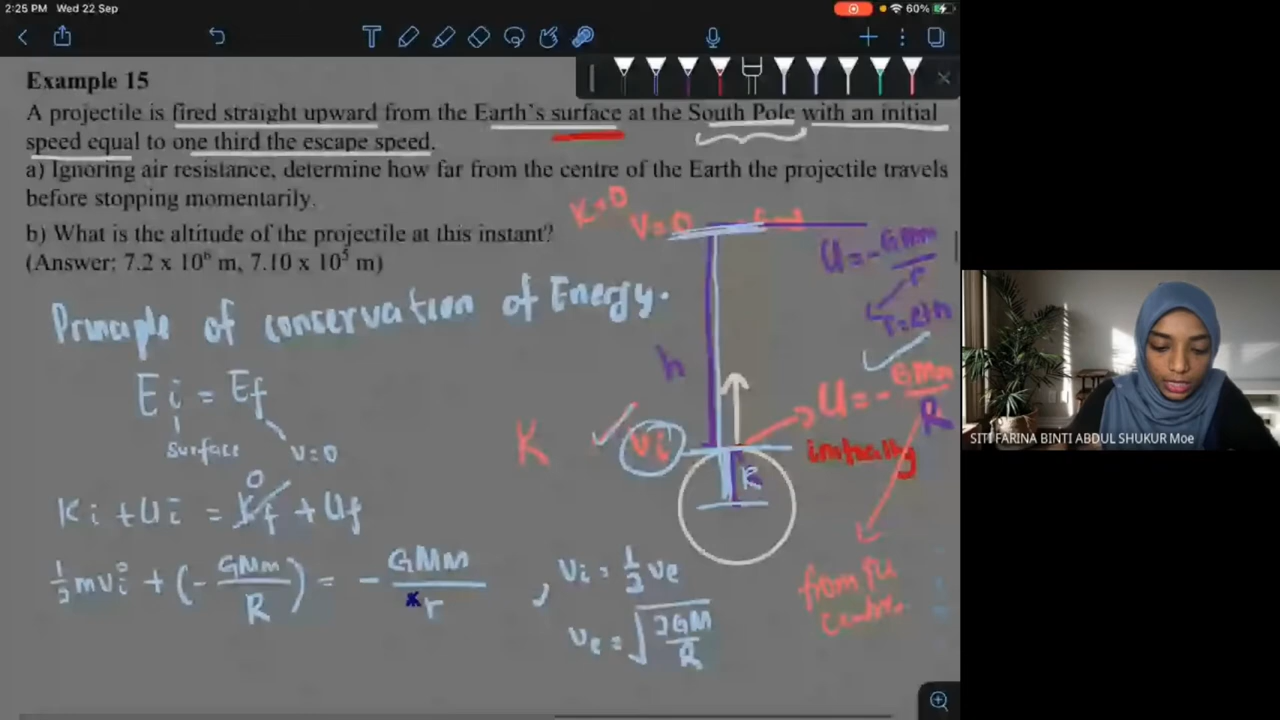 2:25 PM Wed 22 Sep
60%
Example 15
A projectile is fired straight upward from the Earth's surface at the South Pole with an initial
speed equal to one third the escape speed.
a) Ignoring air resistance, determine how far from the centre of the Earth the projectile travels
before stopping momentarily.
b) What is the altitude of the projectile at this instant?
(Answer: 7.2 x 10⁶ m, 7.10 x 10⁵ m)
K=0
V=0
U = -GMm/r
r=R+h
Principle of conservation of Energy.
Ei = Ef
surface
v=0
h
K
vi
U = -GMm/R
initially
R
0
Ki + Ui = Kf + Uf
½mvi² + (-GMm/R) = -GMm/r , vi = ⅓ve
ve = √2GM/R
from the
centre.
SITI FARINA BINTI ABDUL SHUKUR Moe